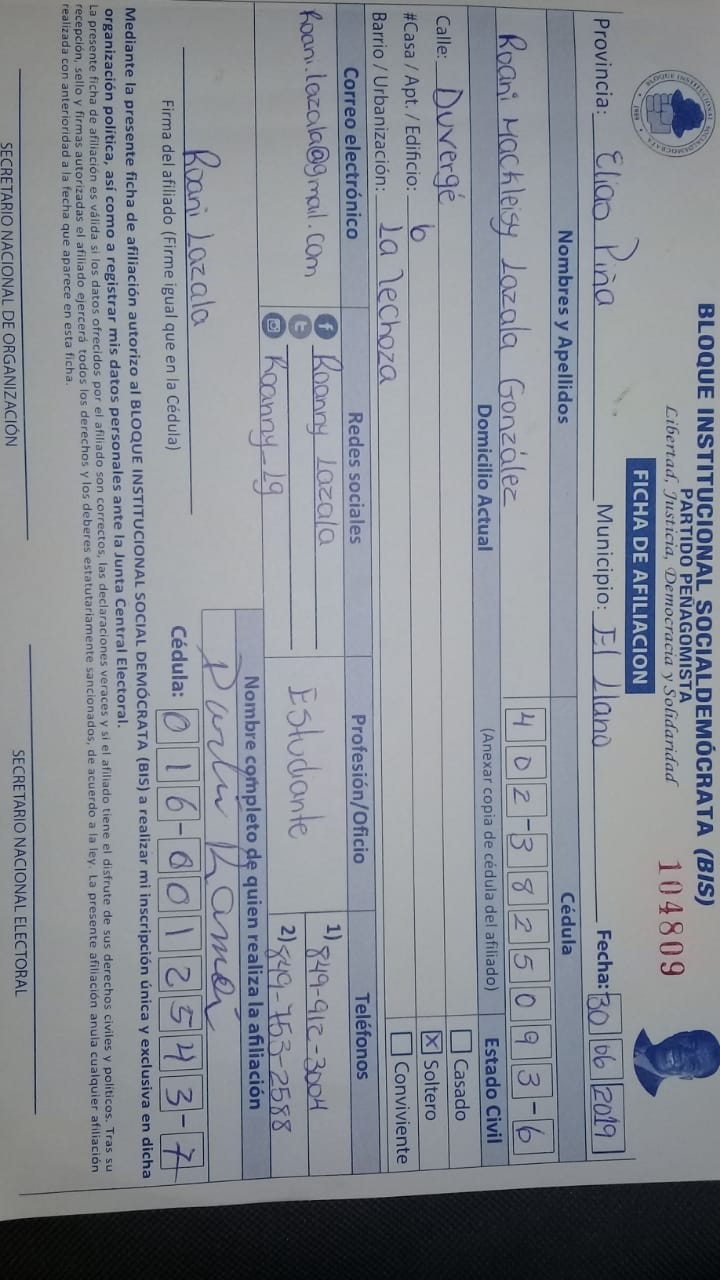 BLOQUE INSTITUCIONAL SOCIALDEMÓCRATA (BIS)
PARTIDO PEÑAGOMISTA
Libertad, Justicia, Democracia y Solidaridad
104809
FICHA DE AFILIACION
Provincia: Elias Piña Municipio: El Llano Fecha: 30 06 2019
Nombres y Apellidos Cédula
Roani Mackleisy Lazala González 402-3825093-6
Domicilio Actual (Anexar copia de cédula del afiliado) Estado Civil
Calle: Duvergé
Casado
#Casa / Apt. / Edificio: 6
X Soltero
Barrio / Urbanización: La lechoza
Conviviente
Correo electrónico Redes sociales Profesión/Oficio Teléfonos
Roani.lazala@gmail.com Roanny Lazala Estudiante 1) 849-912-3004
Roanny_Lg 2) 849-753-2588
Nombre completo de quien realiza la afiliación
Roani Lazala
Firma del afiliado (Firme igual que en la Cédula) Cédula: 016-0012543-7
Mediante la presente ficha de afiliación autorizo al BLOQUE INSTITUCIONAL SOCIAL DEMÓCRATA (BIS) a realizar mi inscripción única y exclusiva en dicha
organización política, así como a registrar mis datos personales ante la Junta Central Electoral.
La presente ficha de afiliación es válida si los datos ofrecidos por el afiliado son correctos, las declaraciones veraces y si el afiliado tiene el disfrute de sus derechos civiles y políticos. Tras su
recepción, sello y firmas autorizadas el afiliado ejercerá todos los derechos y los deberes estatutariamente sancionados, de acuerdo a la ley. La presente afiliación anula cualquier afiliación
realizada con anterioridad a la fecha que aparece en esta ficha.
SECRETARIO NACIONAL DE ORGANIZACIÓN SECRETARIO NACIONAL ELECTORAL